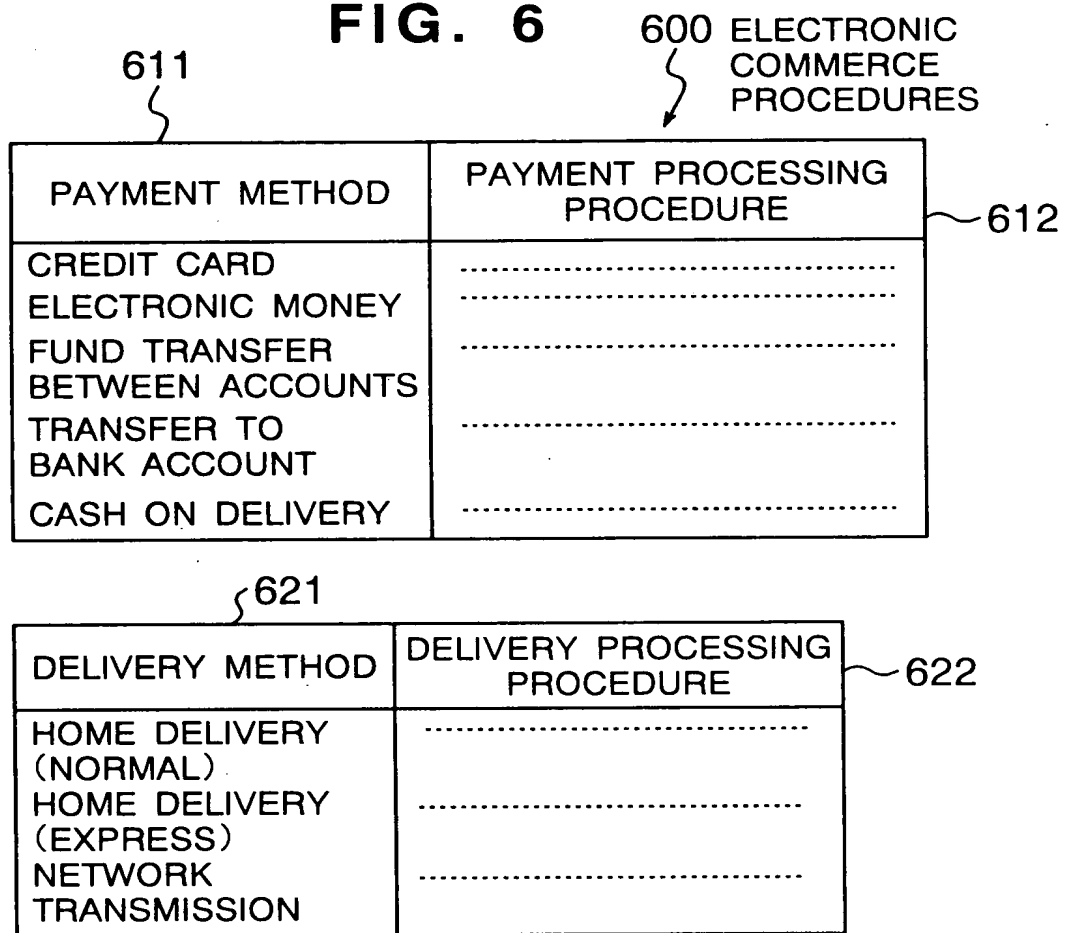 FIG. 6
600 ELECTRONIC
COMMERCE
PROCEDURES
611
PAYMENT METHOD
PAYMENT PROCESSING
PROCEDURE
612
CREDIT CARD
ELECTRONIC MONEY
FUND TRANSFER
BETWEEN ACCOUNTS
TRANSFER TO
BANK ACCOUNT
CASH ON DELIVERY
621
DELIVERY METHOD
DELIVERY PROCESSING
PROCEDURE
622
HOME DELIVERY
(NORMAL)
HOME DELIVERY
(EXPRESS)
NETWORK
TRANSMISSION